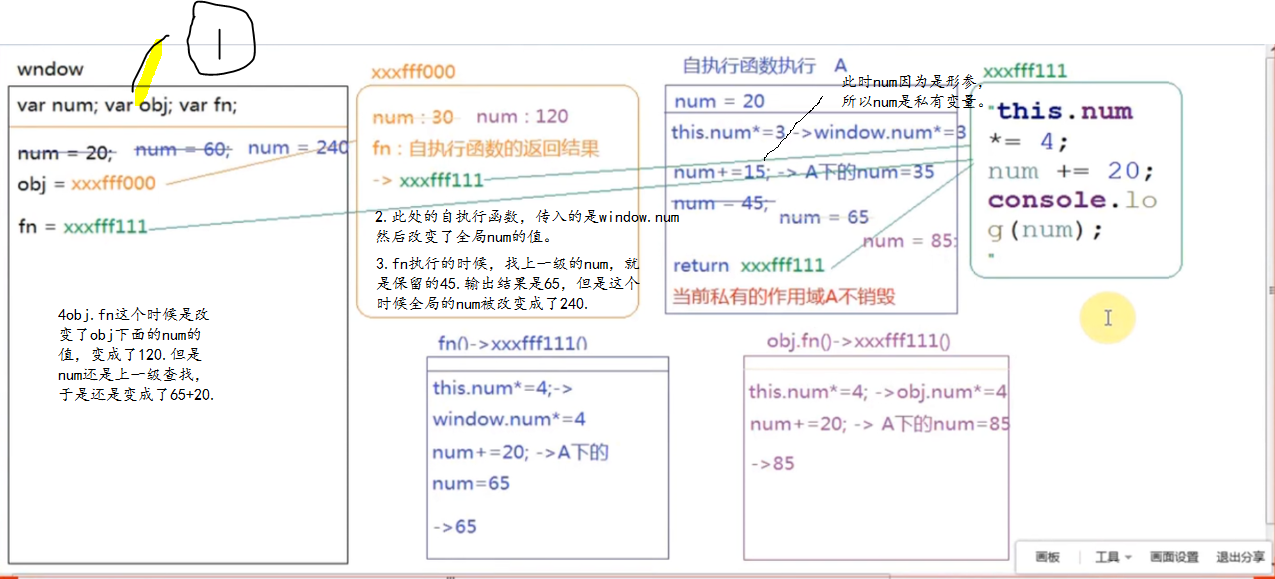 1
wndow
var num; var obj; var fn;
num = 20; num = 60; num = 240
obj = xxxfff000
fn = xxxfff111
4obj.fn这个时候是改
变了obj下面的num的
值，变成了120.但是
num还是上一级查找，
于是还是变成了65+20.
xxxfff000
num : 30 num : 120
fn : 自执行函数的返回结果
-> xxxfff111
2.此处的自执行函数，传入的是window.num
然后改变了全局num的值。
3.fn执行的时候，找上一级的num，就
是保留的45.输出结果是65，但是这个
时候全局的num被改变成了240.
自执行函数执行 A
此时num因为是形参，
所以num是私有变量。
num = 20
this.num*=3 ->window.num*=3
num+=15; -> A下的num=35
num = 45;
num = 65
num = 85;
return xxxfff111
当前私有的作用域A不销毁
xxxfff111
"this.num
*= 4;
num += 20;
console.lo
g(num);
"
fn()->xxxfff111()
this.num*=4;->
window.num*=4
num+=20; ->A下的
num=65
->65
obj.fn()->xxxfff111()
this.num*=4; ->obj.num*=4
num+=20; -> A下的num=85
->85
画板 工具 画面设置 退出分享